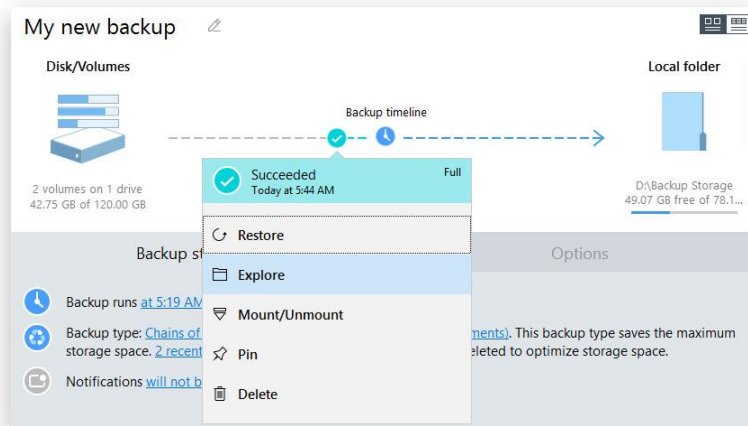 My new backup
Disk/Volumes
Local folder
Backup timeline
2 volumes on 1 drive
42.75 GB of 120.00 GB
D:\Backup Storage
49.07 GB free of 78.1...
Succeeded
Full
Today at 5:44 AM
Restore
Explore
Mount/Unmount
Pin
Delete
Backup st
Options
Backup runs at 5:19 AM
Backup type: Chains of
ments). This backup type saves the maximum
storage space. 2 recent
eleted to optimize storage space.
Notifications will not b